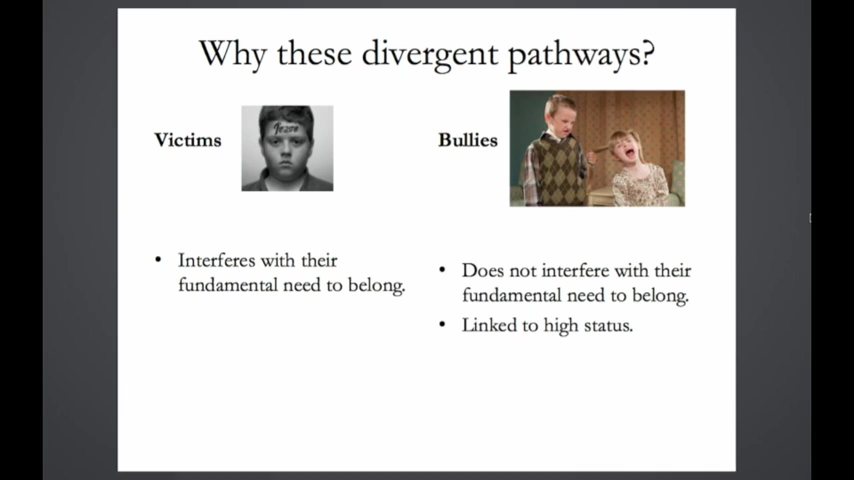 Why these divergent pathways?
Victims
Bullies
• Interferes with their
fundamental need to belong.
• Does not interfere with their
fundamental need to belong.
• Linked to high status.